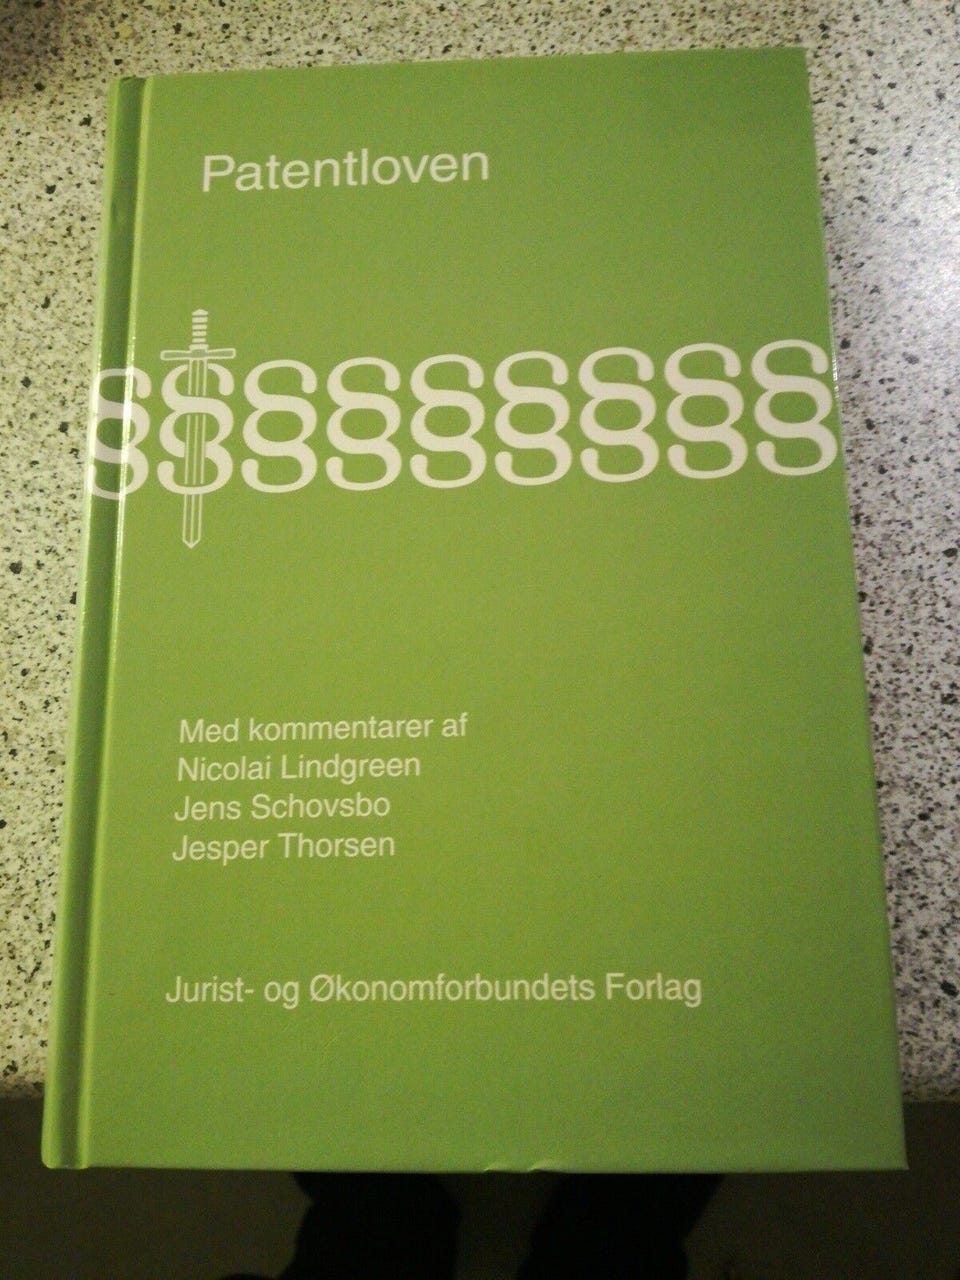 Patentloven
§§§§§§§§§
Med kommentarer af
Nicolai Lindgreen
Jens Schovsbo
Jesper Thorsen
Jurist- og Økonomforbundets Forlag